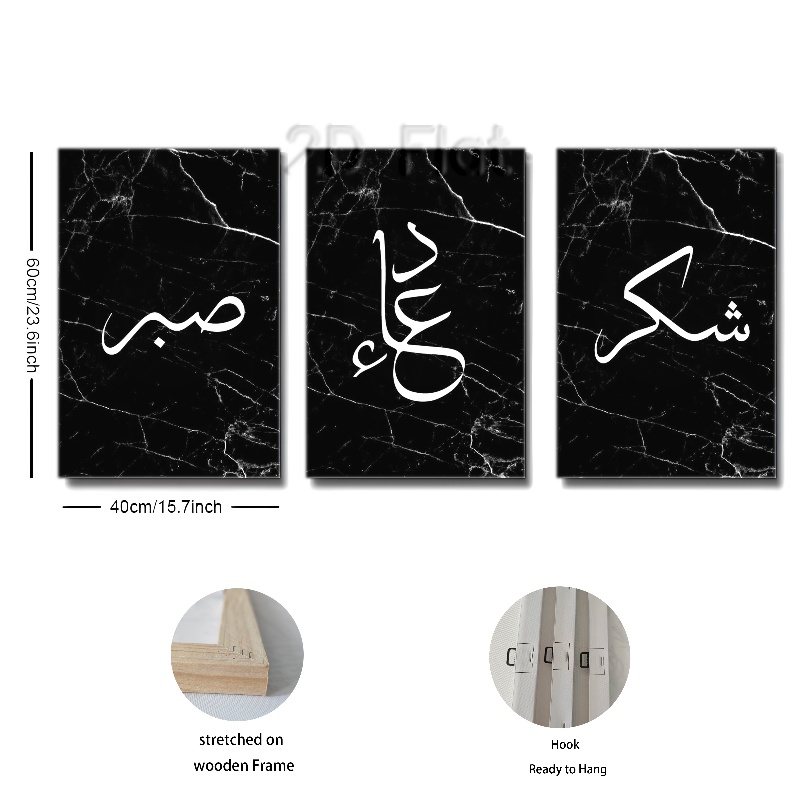 2D Flat
60cm/23.6inch
صبر
دعاء
شكر
40cm/15.7inch
stretched on
wooden Frame
Hook
Ready to Hang